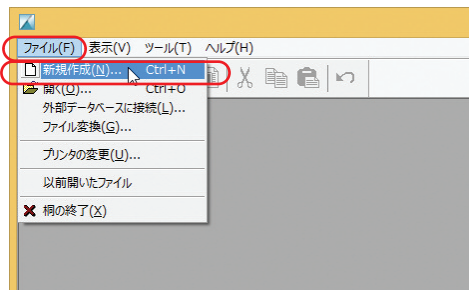 ファイル(F) 表示(V) ツール(T) ヘルプ(H)
新規作成(N)... Ctrl+N
開く(O)... Ctrl+O
外部データベースに接続(L)...
ファイル変換(G)...
プリンタの変更(U)...
以前開いたファイル
桐の終了(X)